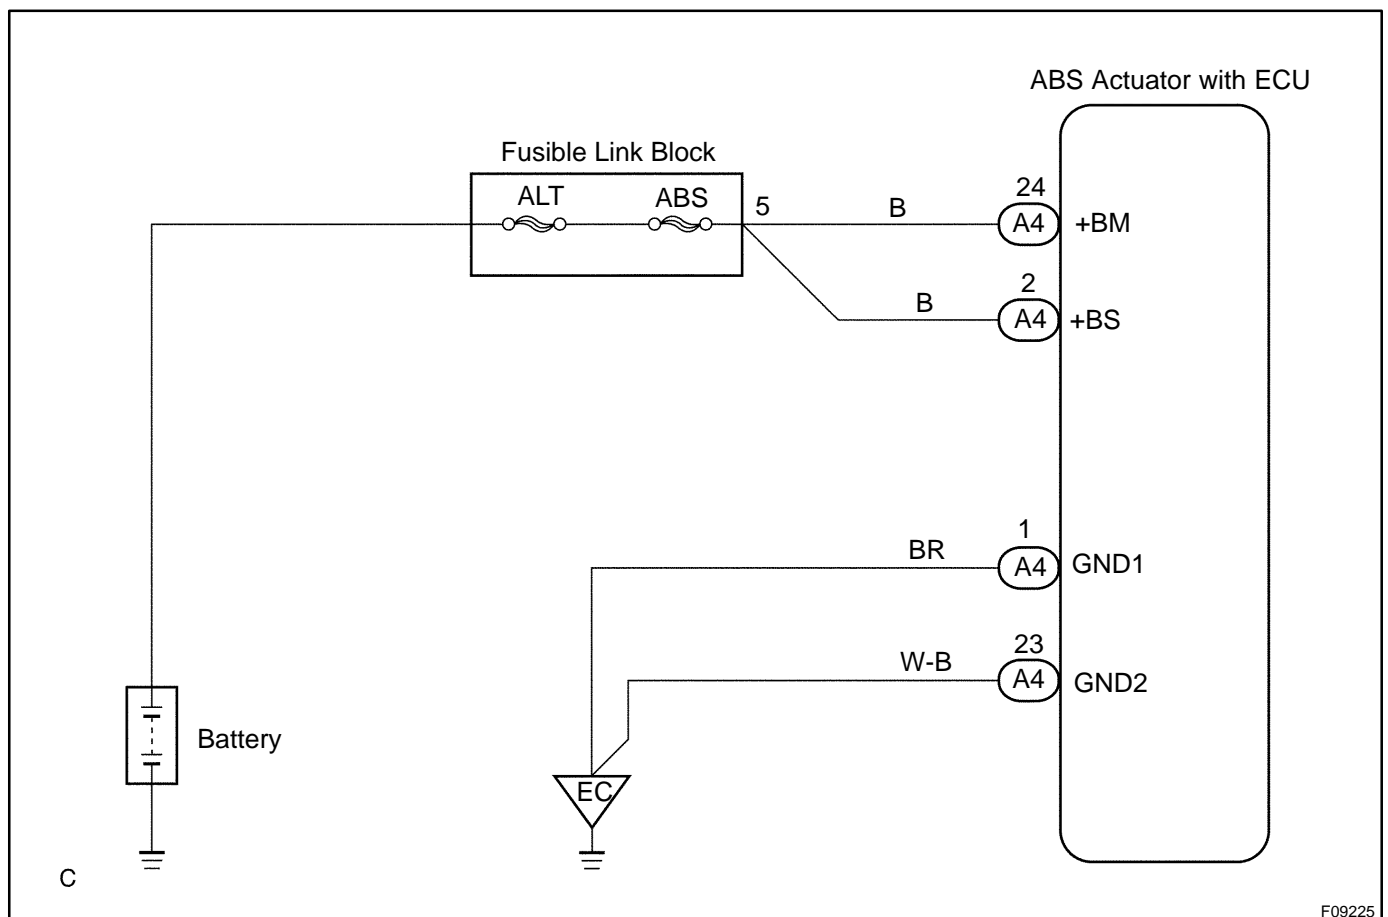 ABS Actuator with ECU
Fusible Link Block
ALT
ABS
5
B
24
A4
+BM
B
2
A4
+BS
BR
1
A4
GND1
W-B
23
A4
GND2
Battery
EC
C
F09225